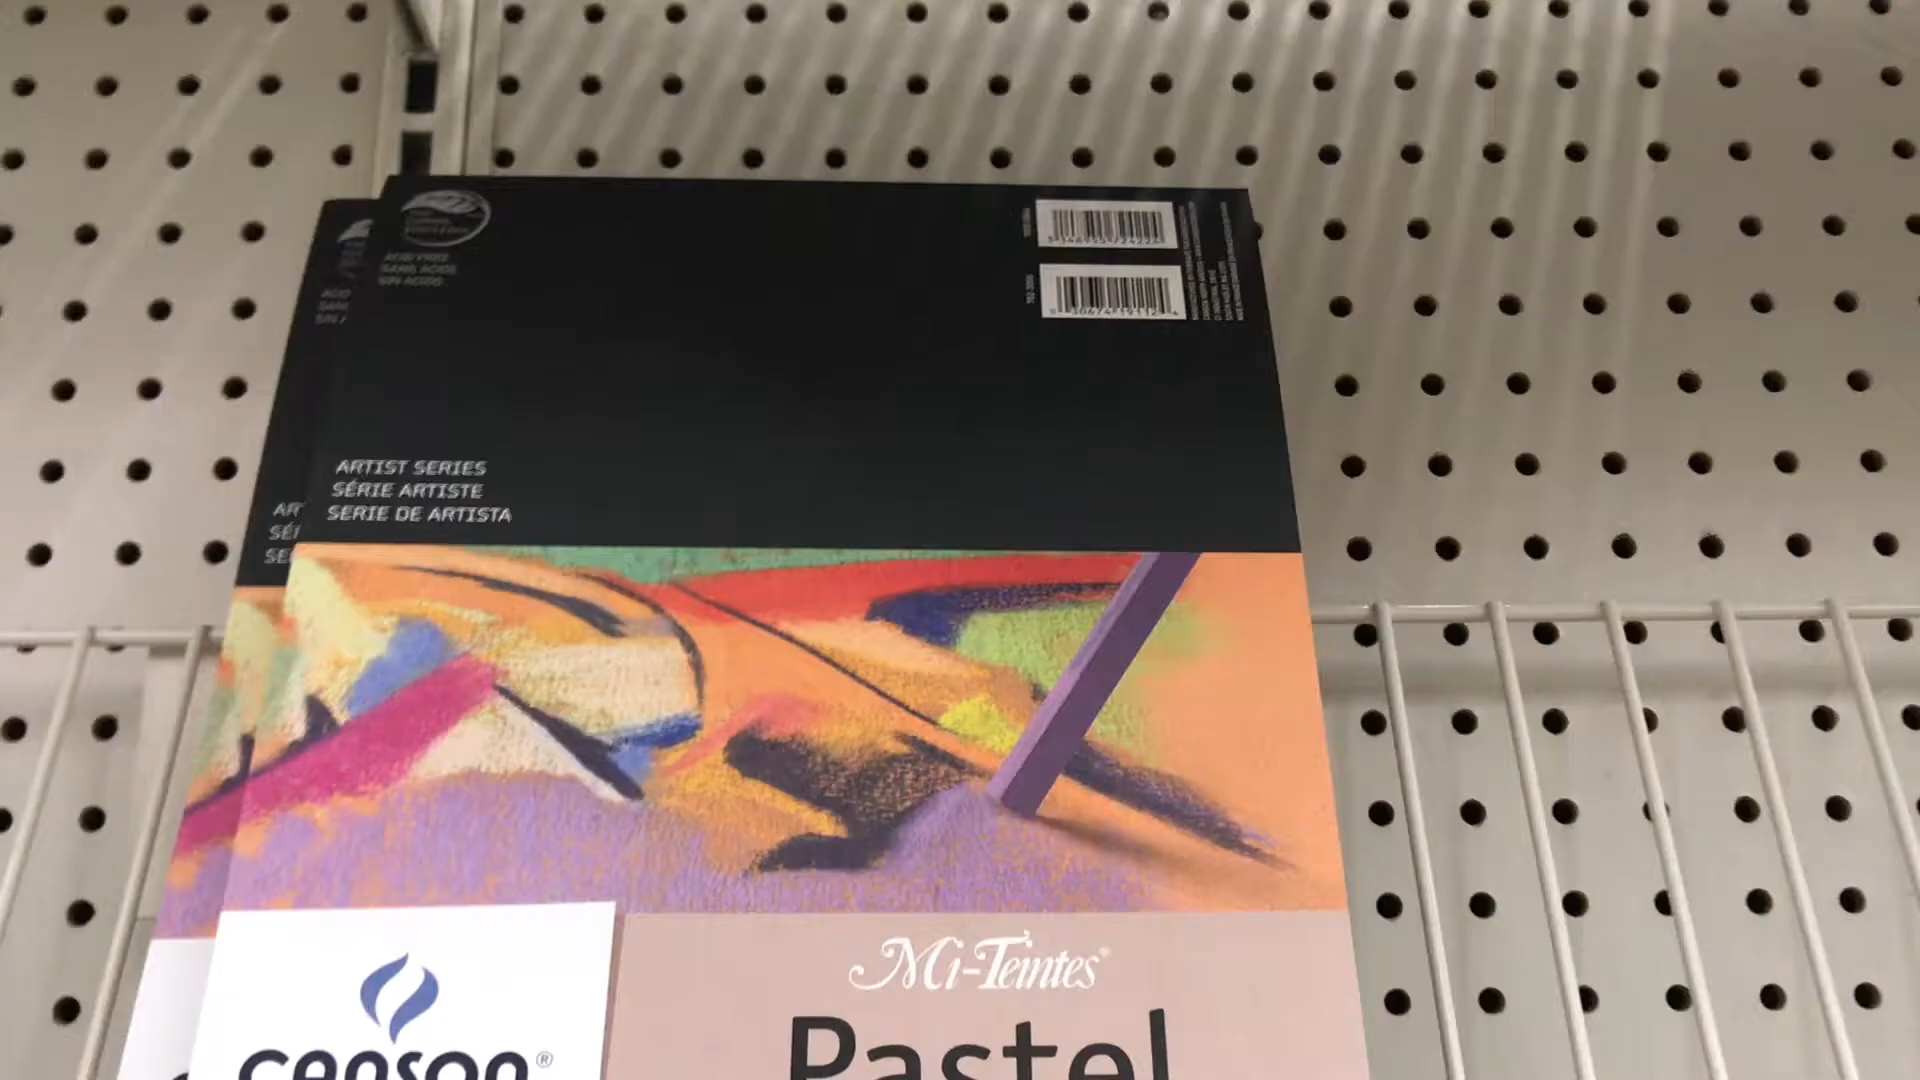 ACID FREE
SANS ACIDE
SIN ACIDO
ARTIST SERIES
SÉRIE ARTISTE
SERIE DE ARTISTA
Mi-Teintes®
Pastel
canson®